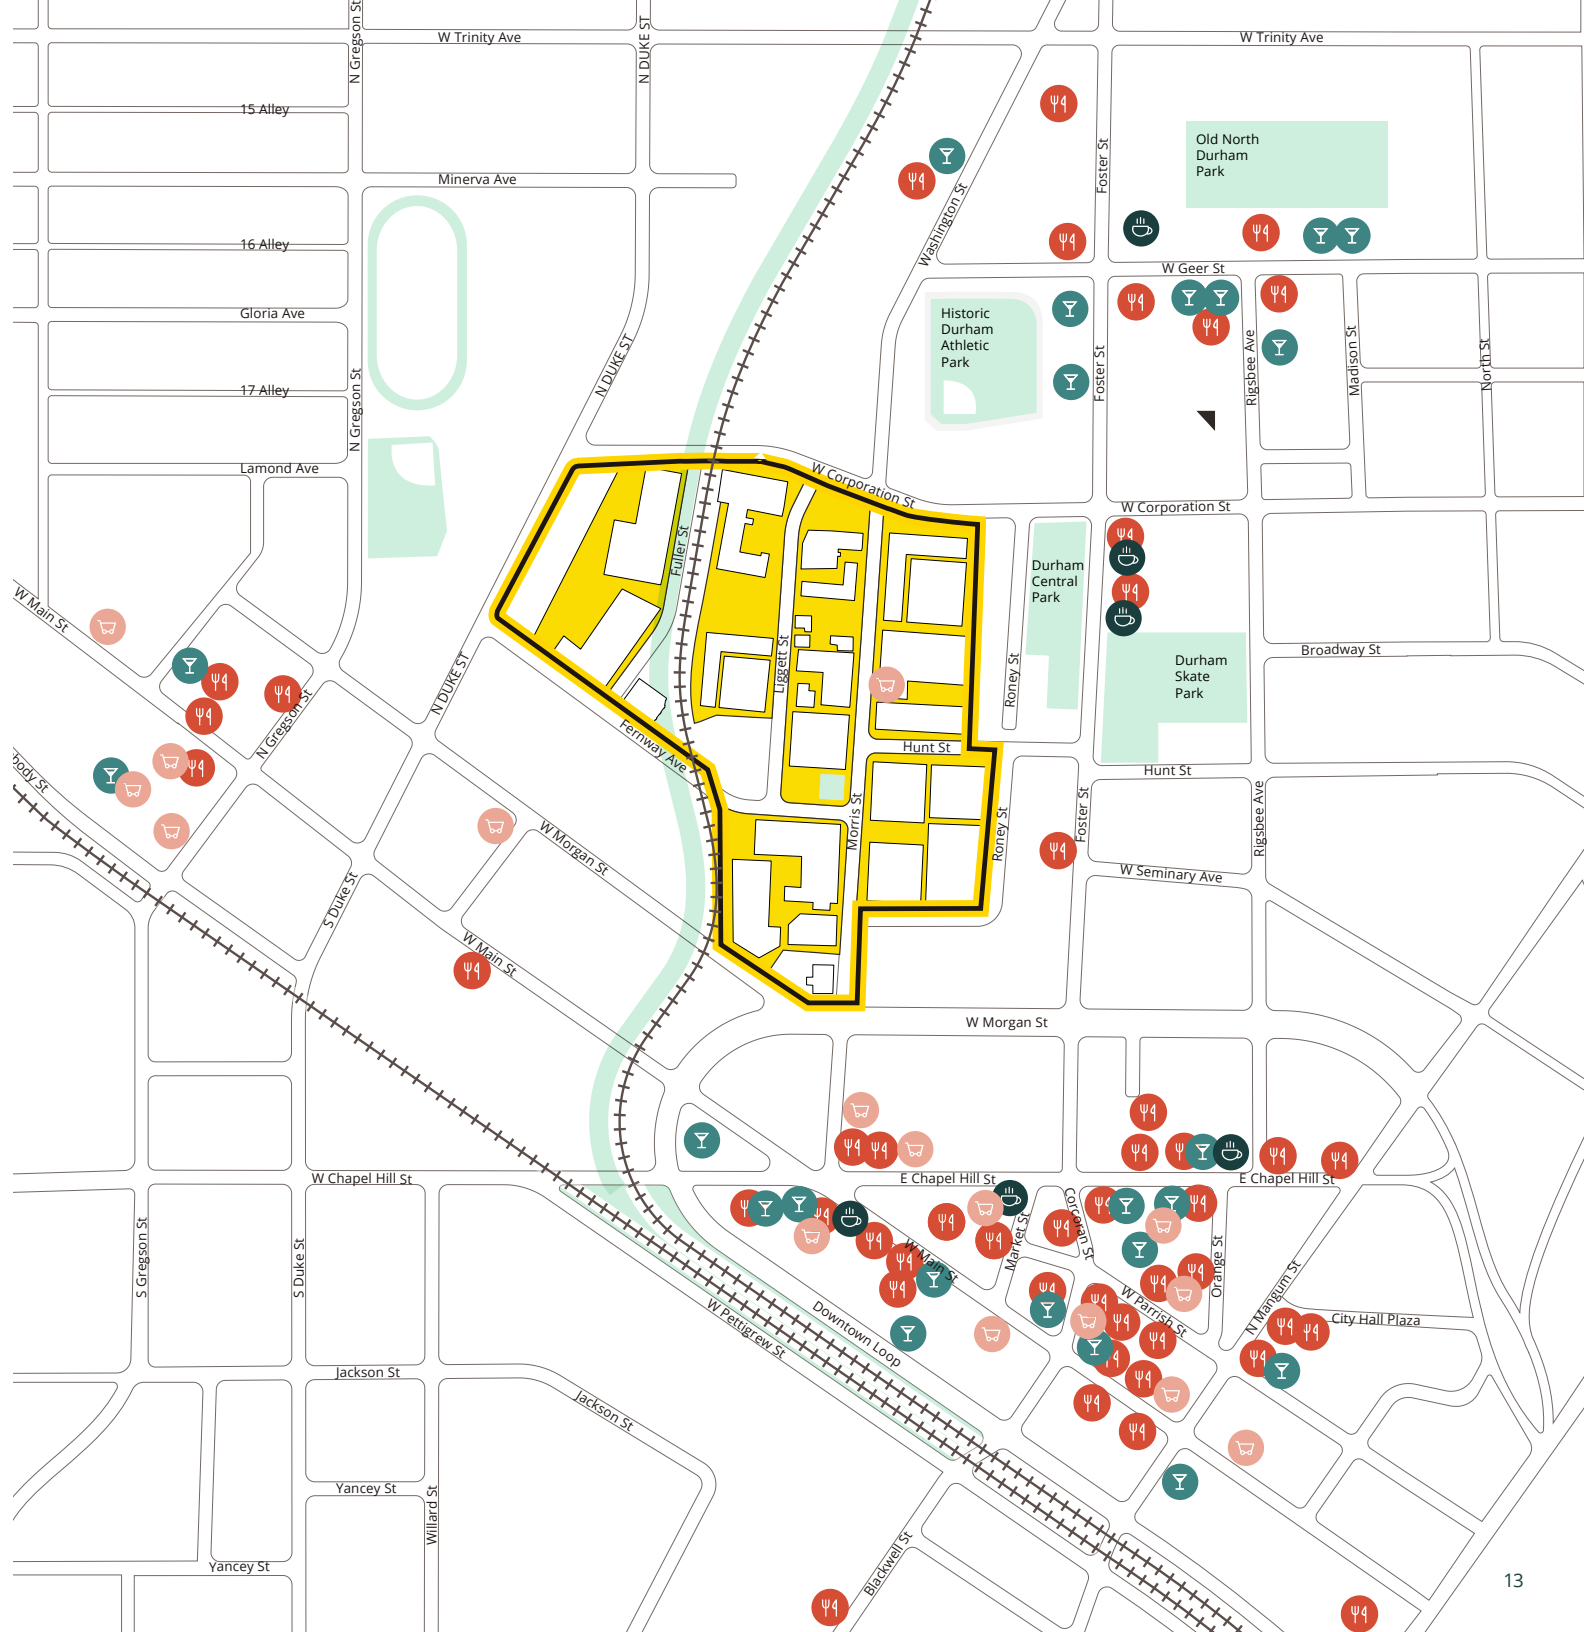 W Trinity Ave
W Trinity Ave
N Gregson St
N DUKE ST
15 Alley
Foster St
Old North
Durham
Park
Minerva Ave
Washington St
16 Alley
W Geer St
Gloria Ave
Historic
Durham
Athletic
Park
N DUKE ST
Foster St
Rigsbee Ave
Madison St
North St
17 Alley
N Gregson St
Lamond Ave
W Corporation St
W Corporation St
Fuller St
Durham
Central
Park
W Main St
Liggett St
Roney St
Broadway St
Durham
Skate
Park
N DUKE ST
N Gregson St
Fernway Ave
Hunt St
Hunt St
body St
Morris St
Roney St
Foster St
Rigsbee Ave
W Morgan St
W Seminary Ave
S Duke St
W Main St
W Morgan St
W Chapel Hill St
E Chapel Hill St
E Chapel Hill St
S Gregson St
S Duke St
Market St
Corcoran St
Orange St
W Main St
N Mangum St
W Parrish St
City Hall Plaza
Downtown Loop
W Pettigrew St
Jackson St
Jackson St
Yancey St
Willard St
Yancey St
Blackwell St
13